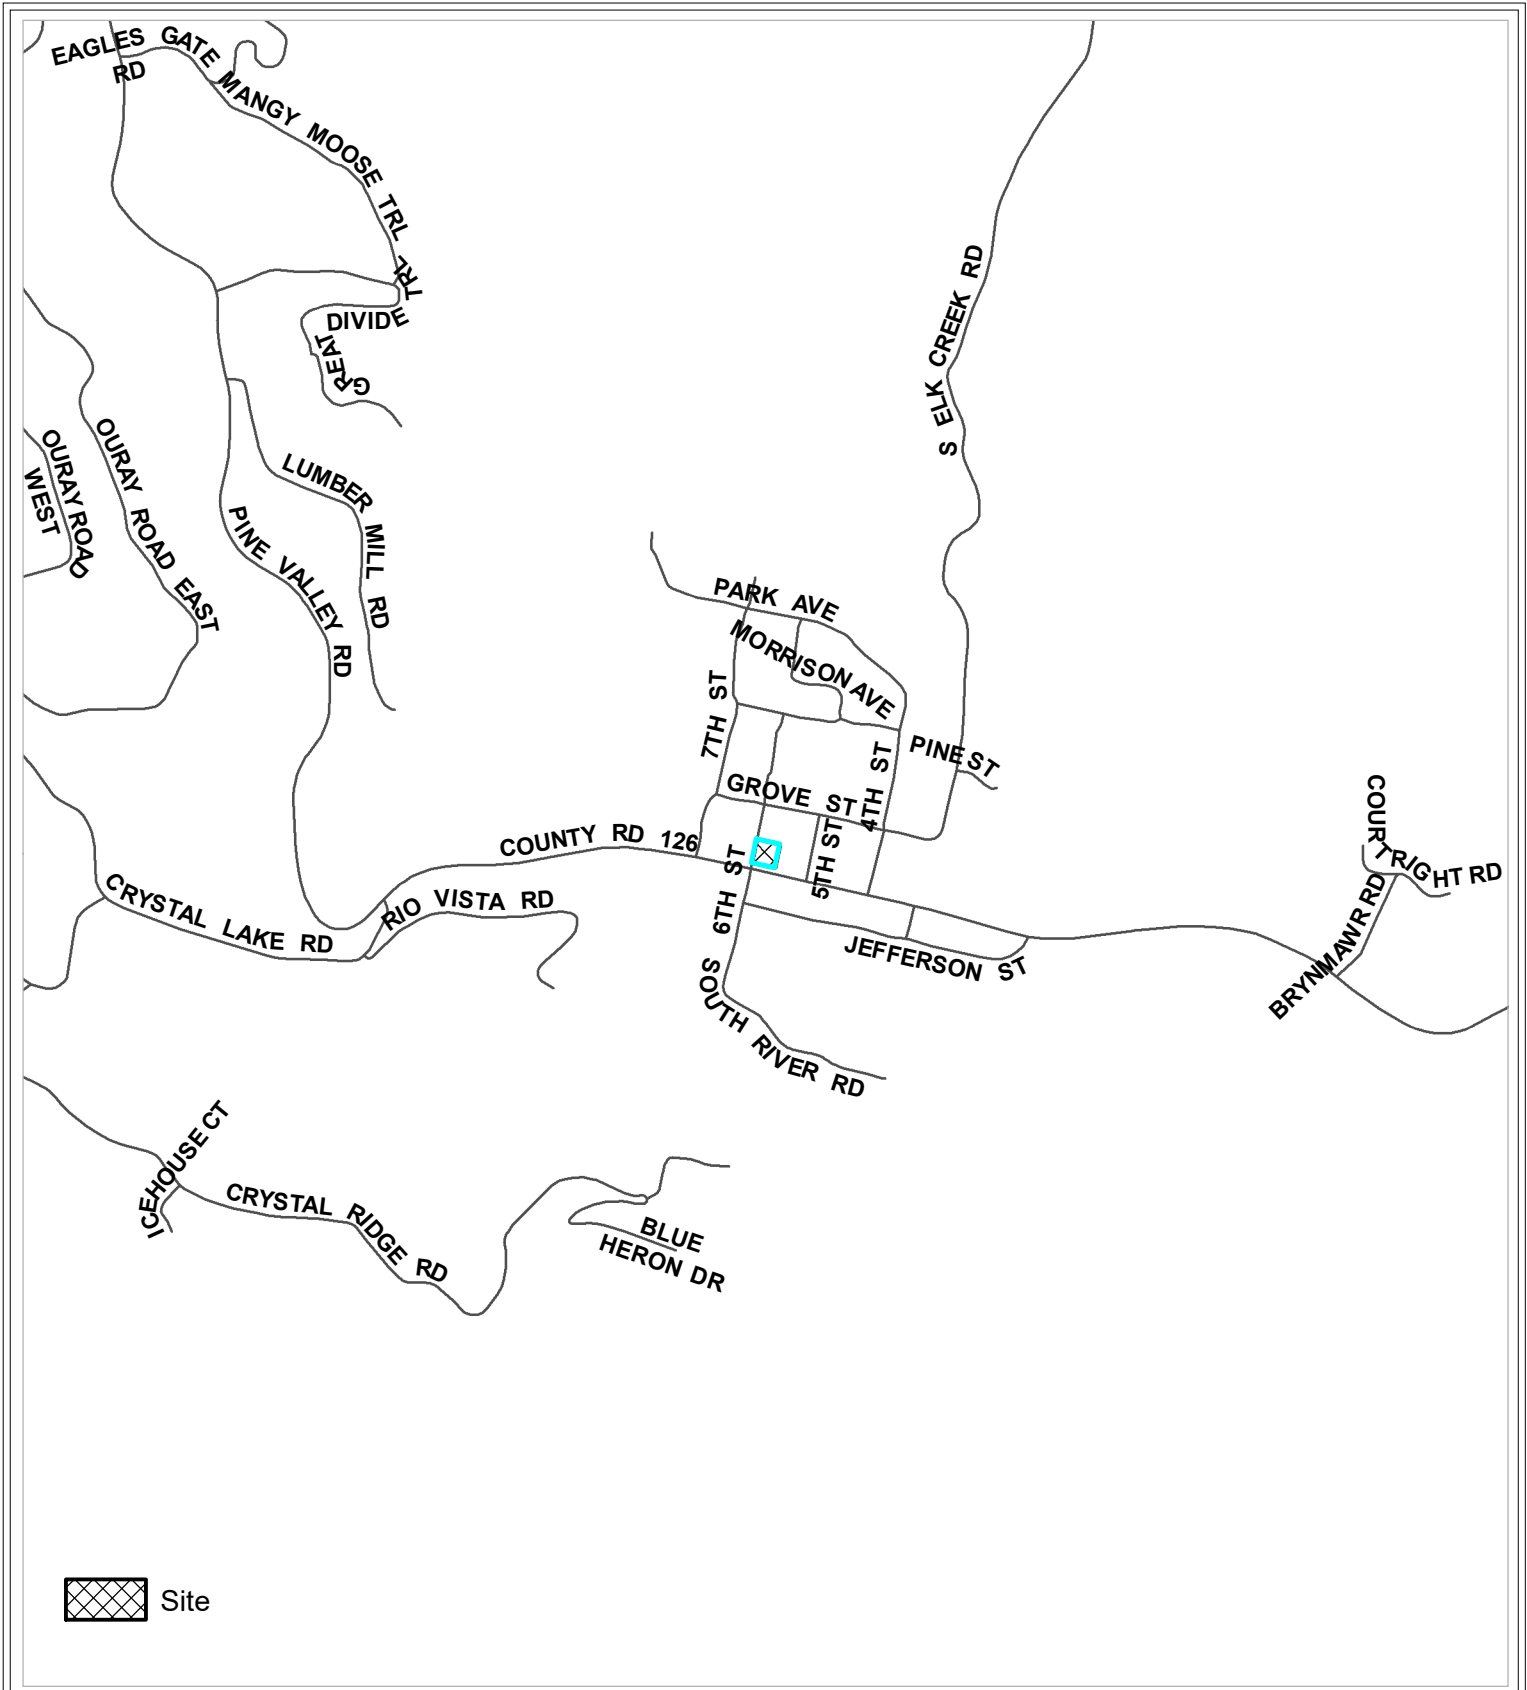 EAGLES GATE
RD
MANGY MOOSE TRL
GREAT DIVIDE TRL
S ELK CREEK RD
OURAY ROAD
WEST
OURAY ROAD EAST
LUMBER MILL RD
PINE VALLEY RD
PARK AVE
MORRISON AVE
7TH ST
PINE ST
4TH ST
GROVE ST
5TH ST
COUNTY RD 126
6TH ST
COURTRIGHT RD
BRYNMAWR RD
CRYSTAL LAKE RD
RIO VISTA RD
JEFFERSON ST
SOUTH RIVER RD
ICEHOUSE CT
CRYSTAL RIDGE RD
BLUE
HERON DR
Site